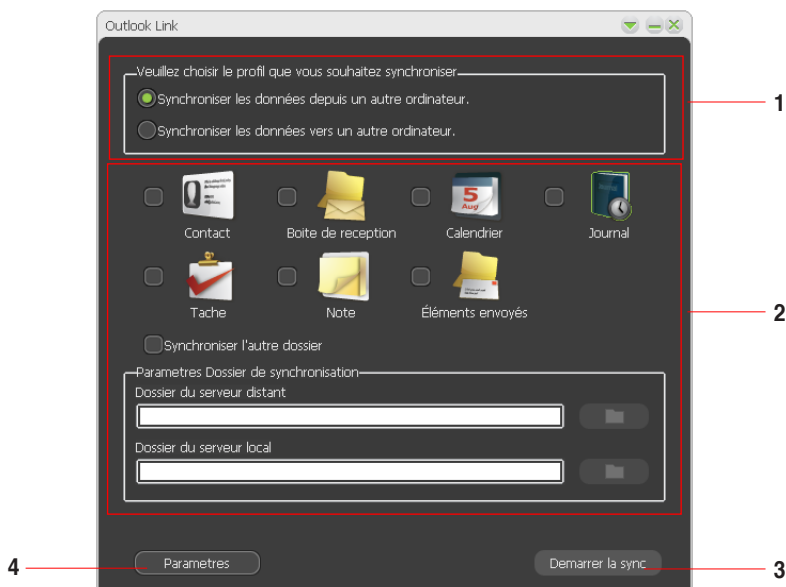 Outlook Link
Veuillez choisir le profil que vous souhaitez synchroniser
Synchroniser les données depuis un autre ordinateur.
1
Synchroniser les données vers un autre ordinateur.
5
Aug
Contact
Boite de reception
Calendrier
Journal
Tache
Note
Éléments envoyés
2
Synchroniser l'autre dossier
Parametres Dossier de synchronisation
Dossier du serveur distant
Dossier du serveur local
4
Parametres
Demarrer la sync
3